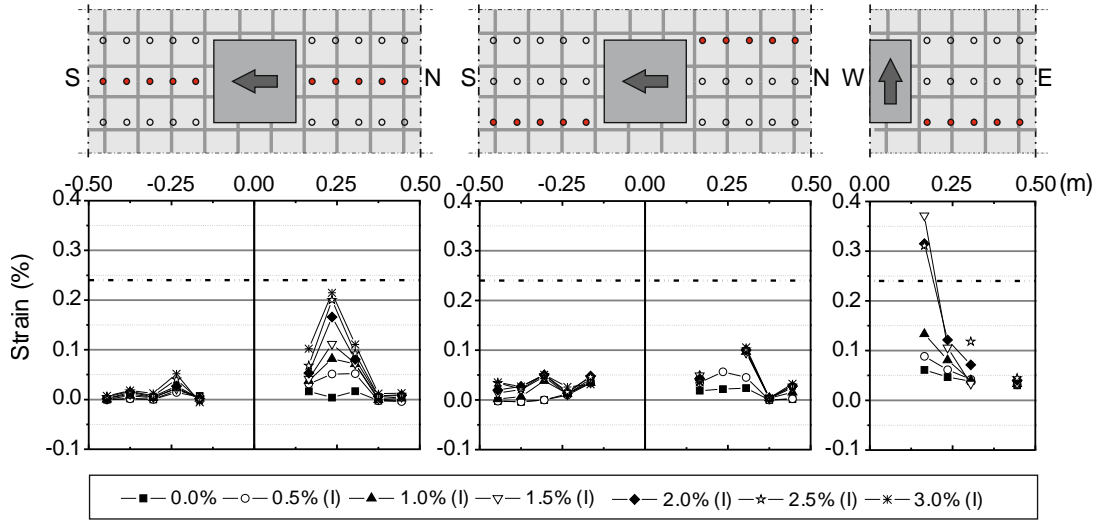 S N S N W E
-0.50 -0.25 0.00 0.25 0.50 -0.50 -0.25 0.00 0.25 0.50 0.00 0.25 0.50 (m)
0.4 0.4 0.4
0.3 0.3 0.3
0.2 0.2 0.2
0.1 0.1 0.1
0.0 0.0 0.0
-0.1 -0.1 -0.1
Strain (%)
0.0% 0.5% (I) 1.0% (I) 1.5% (I) 2.0% (I) 2.5% (I) 3.0% (I)